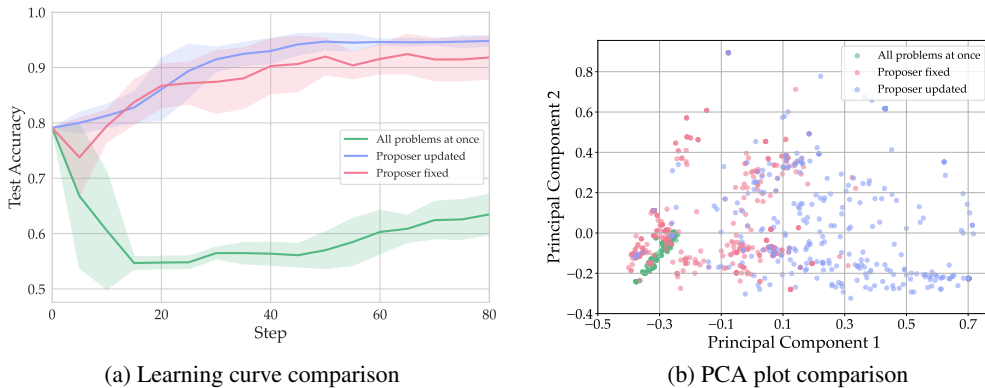 1.0
0.9
0.8
0.7
0.6
0.5
Test Accuracy
0
20
40
60
80
Step
All problems at once
Proposer updated
Proposer fixed
(a) Learning curve comparison
0.8
0.6
0.4
0.2
0.0
−0.2
−0.4
Principal Component 2
−0.5
−0.3
−0.1
0.1
0.3
0.5
0.7
Principal Component 1
All problems at once
Proposer fixed
Proposer updated
(b) PCA plot comparison